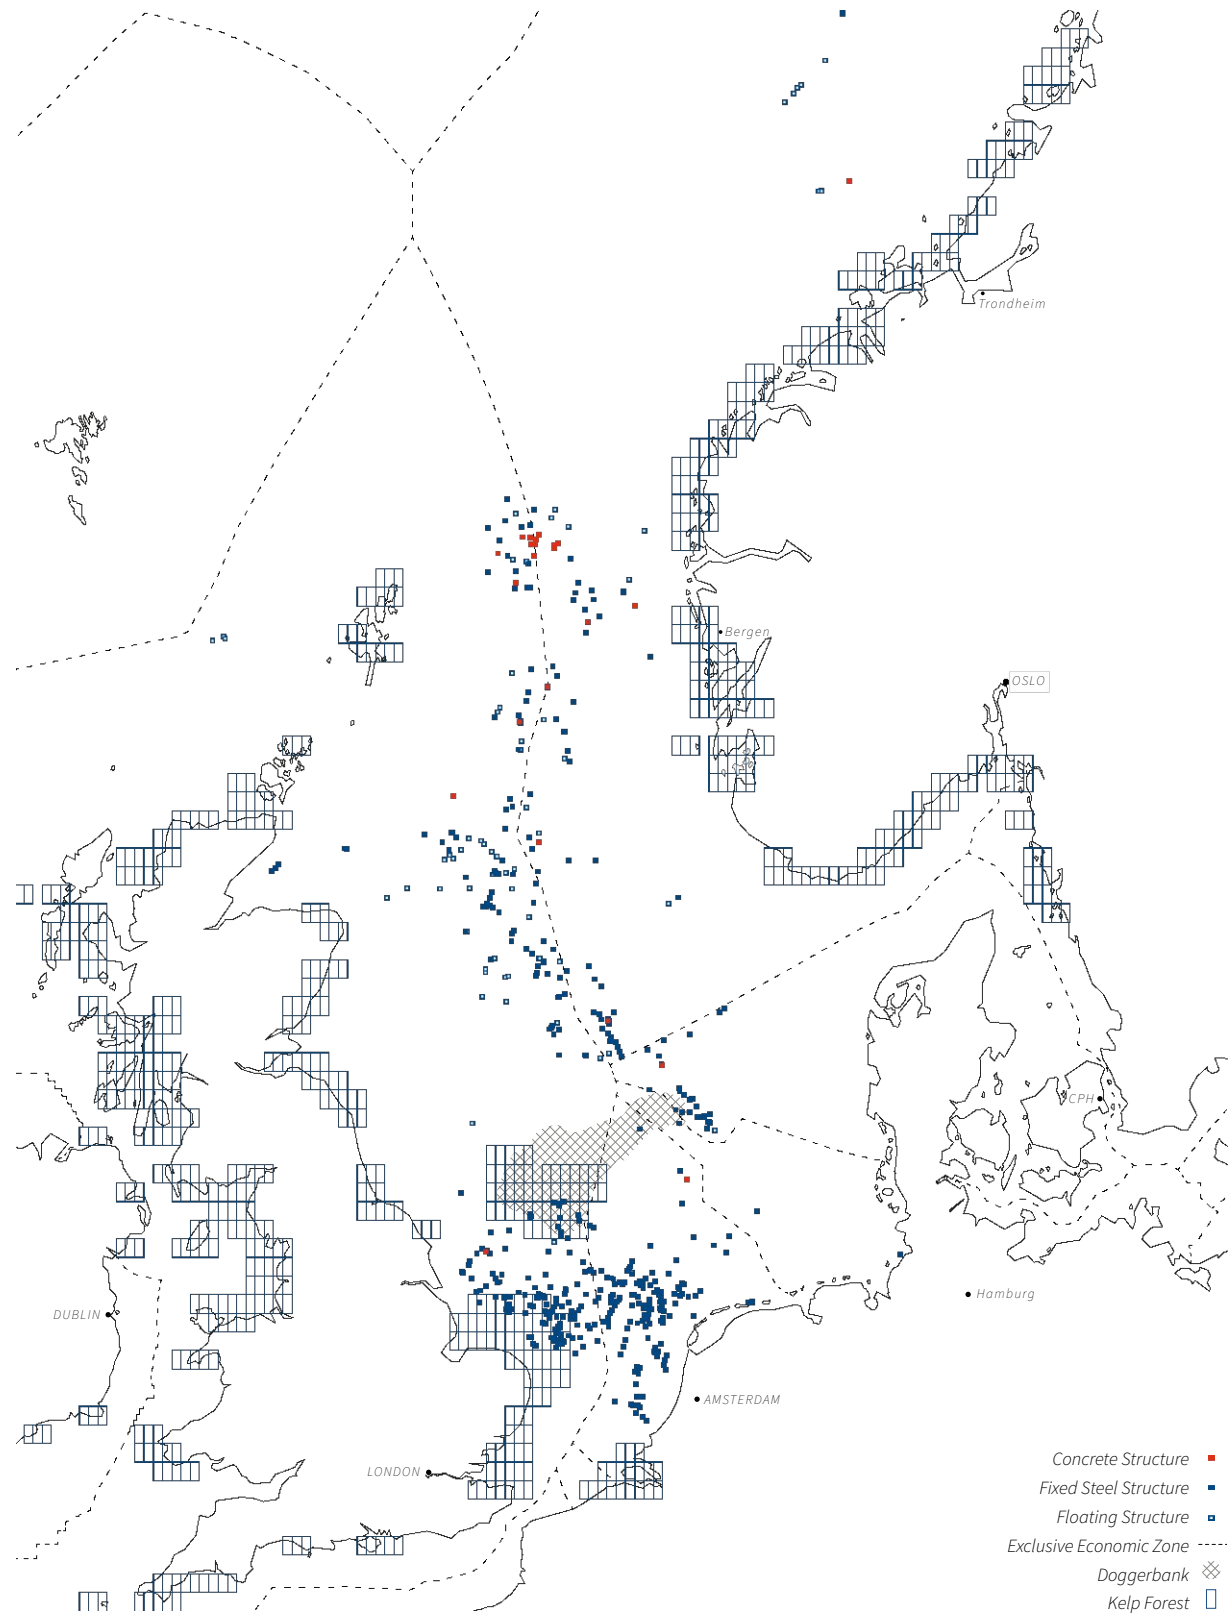 Trondheim
Bergen
OSLO
CPH
Hamburg
DUBLIN
AMSTERDAM
LONDON
Concrete Structure
Fixed Steel Structure
Floating Structure
Exclusive Economic Zone
Doggerbank
Kelp Forest